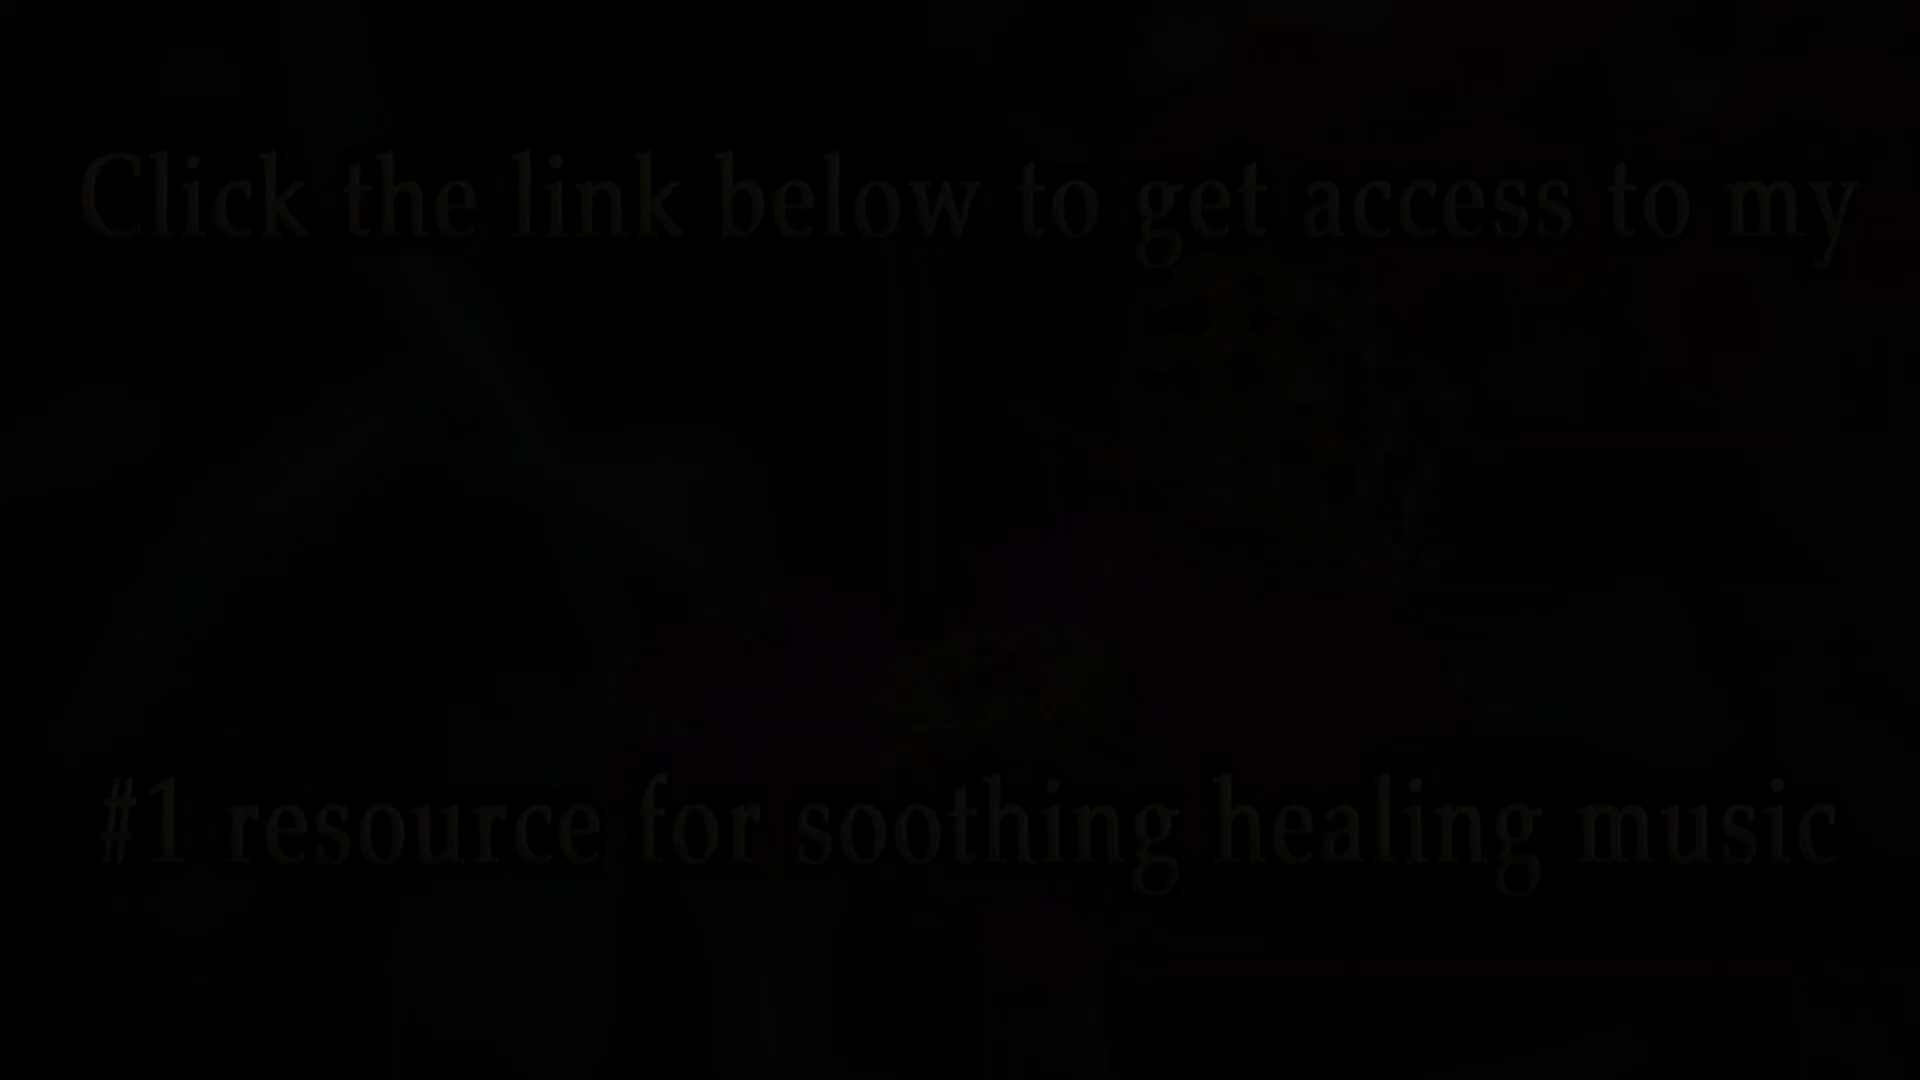 Click the link below to get access to my
#1 resource for soothing healing music